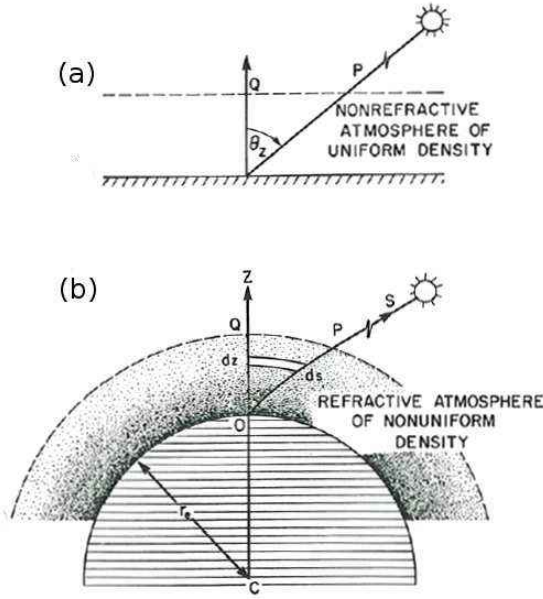 (a)
Q
P
θz
NONREFRACTIVE
ATMOSPHERE OF
UNIFORM DENSITY
(b)
Z
S
Q
P
dz
ds
O
REFRACTIVE ATMOSPHERE
OF NONUNIFORM
DENSITY
re
C